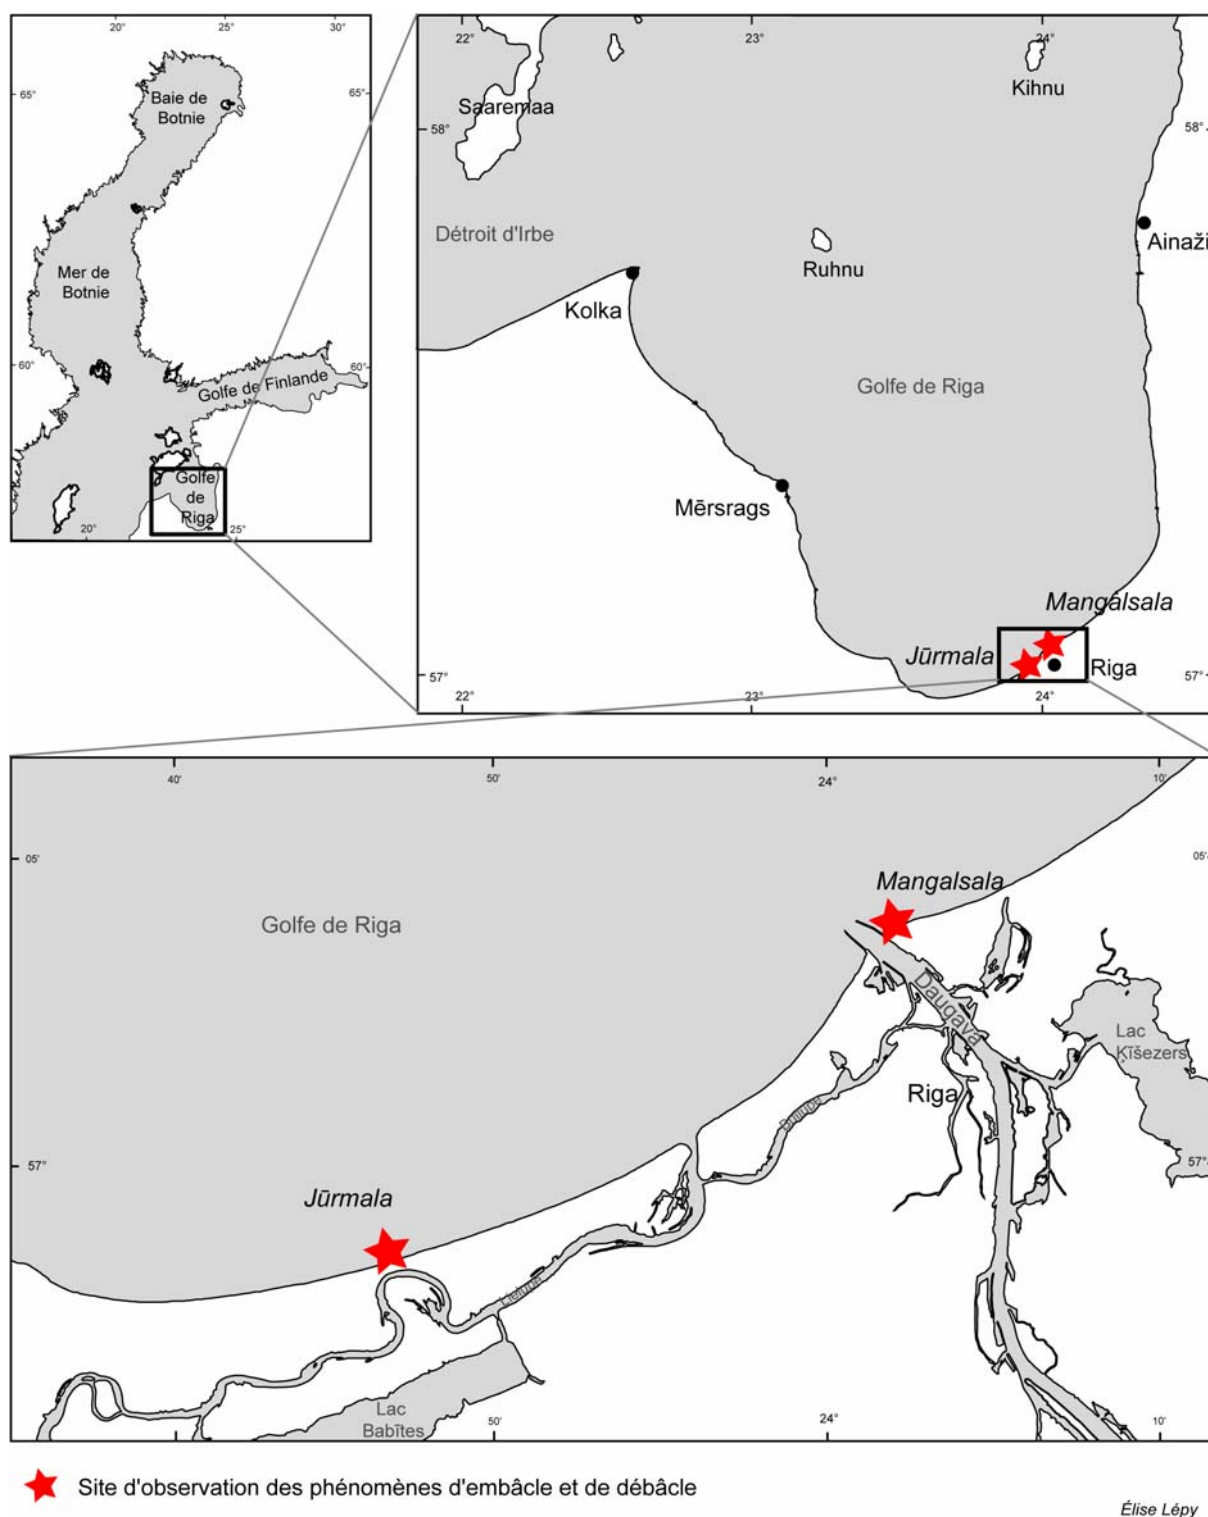 20°
25°
30°
65°
65°
Baie de
Botnie
Mer de
Botnie
60°
60°
Golfe de Finlande
Golfe
de
Riga
20°
25°
22°
23°
24°
Kihnu
Saaremaa
58°
58°
Détroit d'Irbe
Ainaži
Ruhnu
Kolka
Golfe de Riga
Mērsrags
Mangalsala
Jūrmala
Riga
57°
57°
22°
23°
24°
40'
50'
24°
10'
05'
05'
Mangalsala
Golfe de Riga
Daugava
Lac
Ķīšezers
Riga
Bullupe
57°
57°
Jūrmala
Lielupe
Lac
Babītes
50'
24°
10'
Site d'observation des phénomènes d'embâcle et de débâcle
Élise Lépy